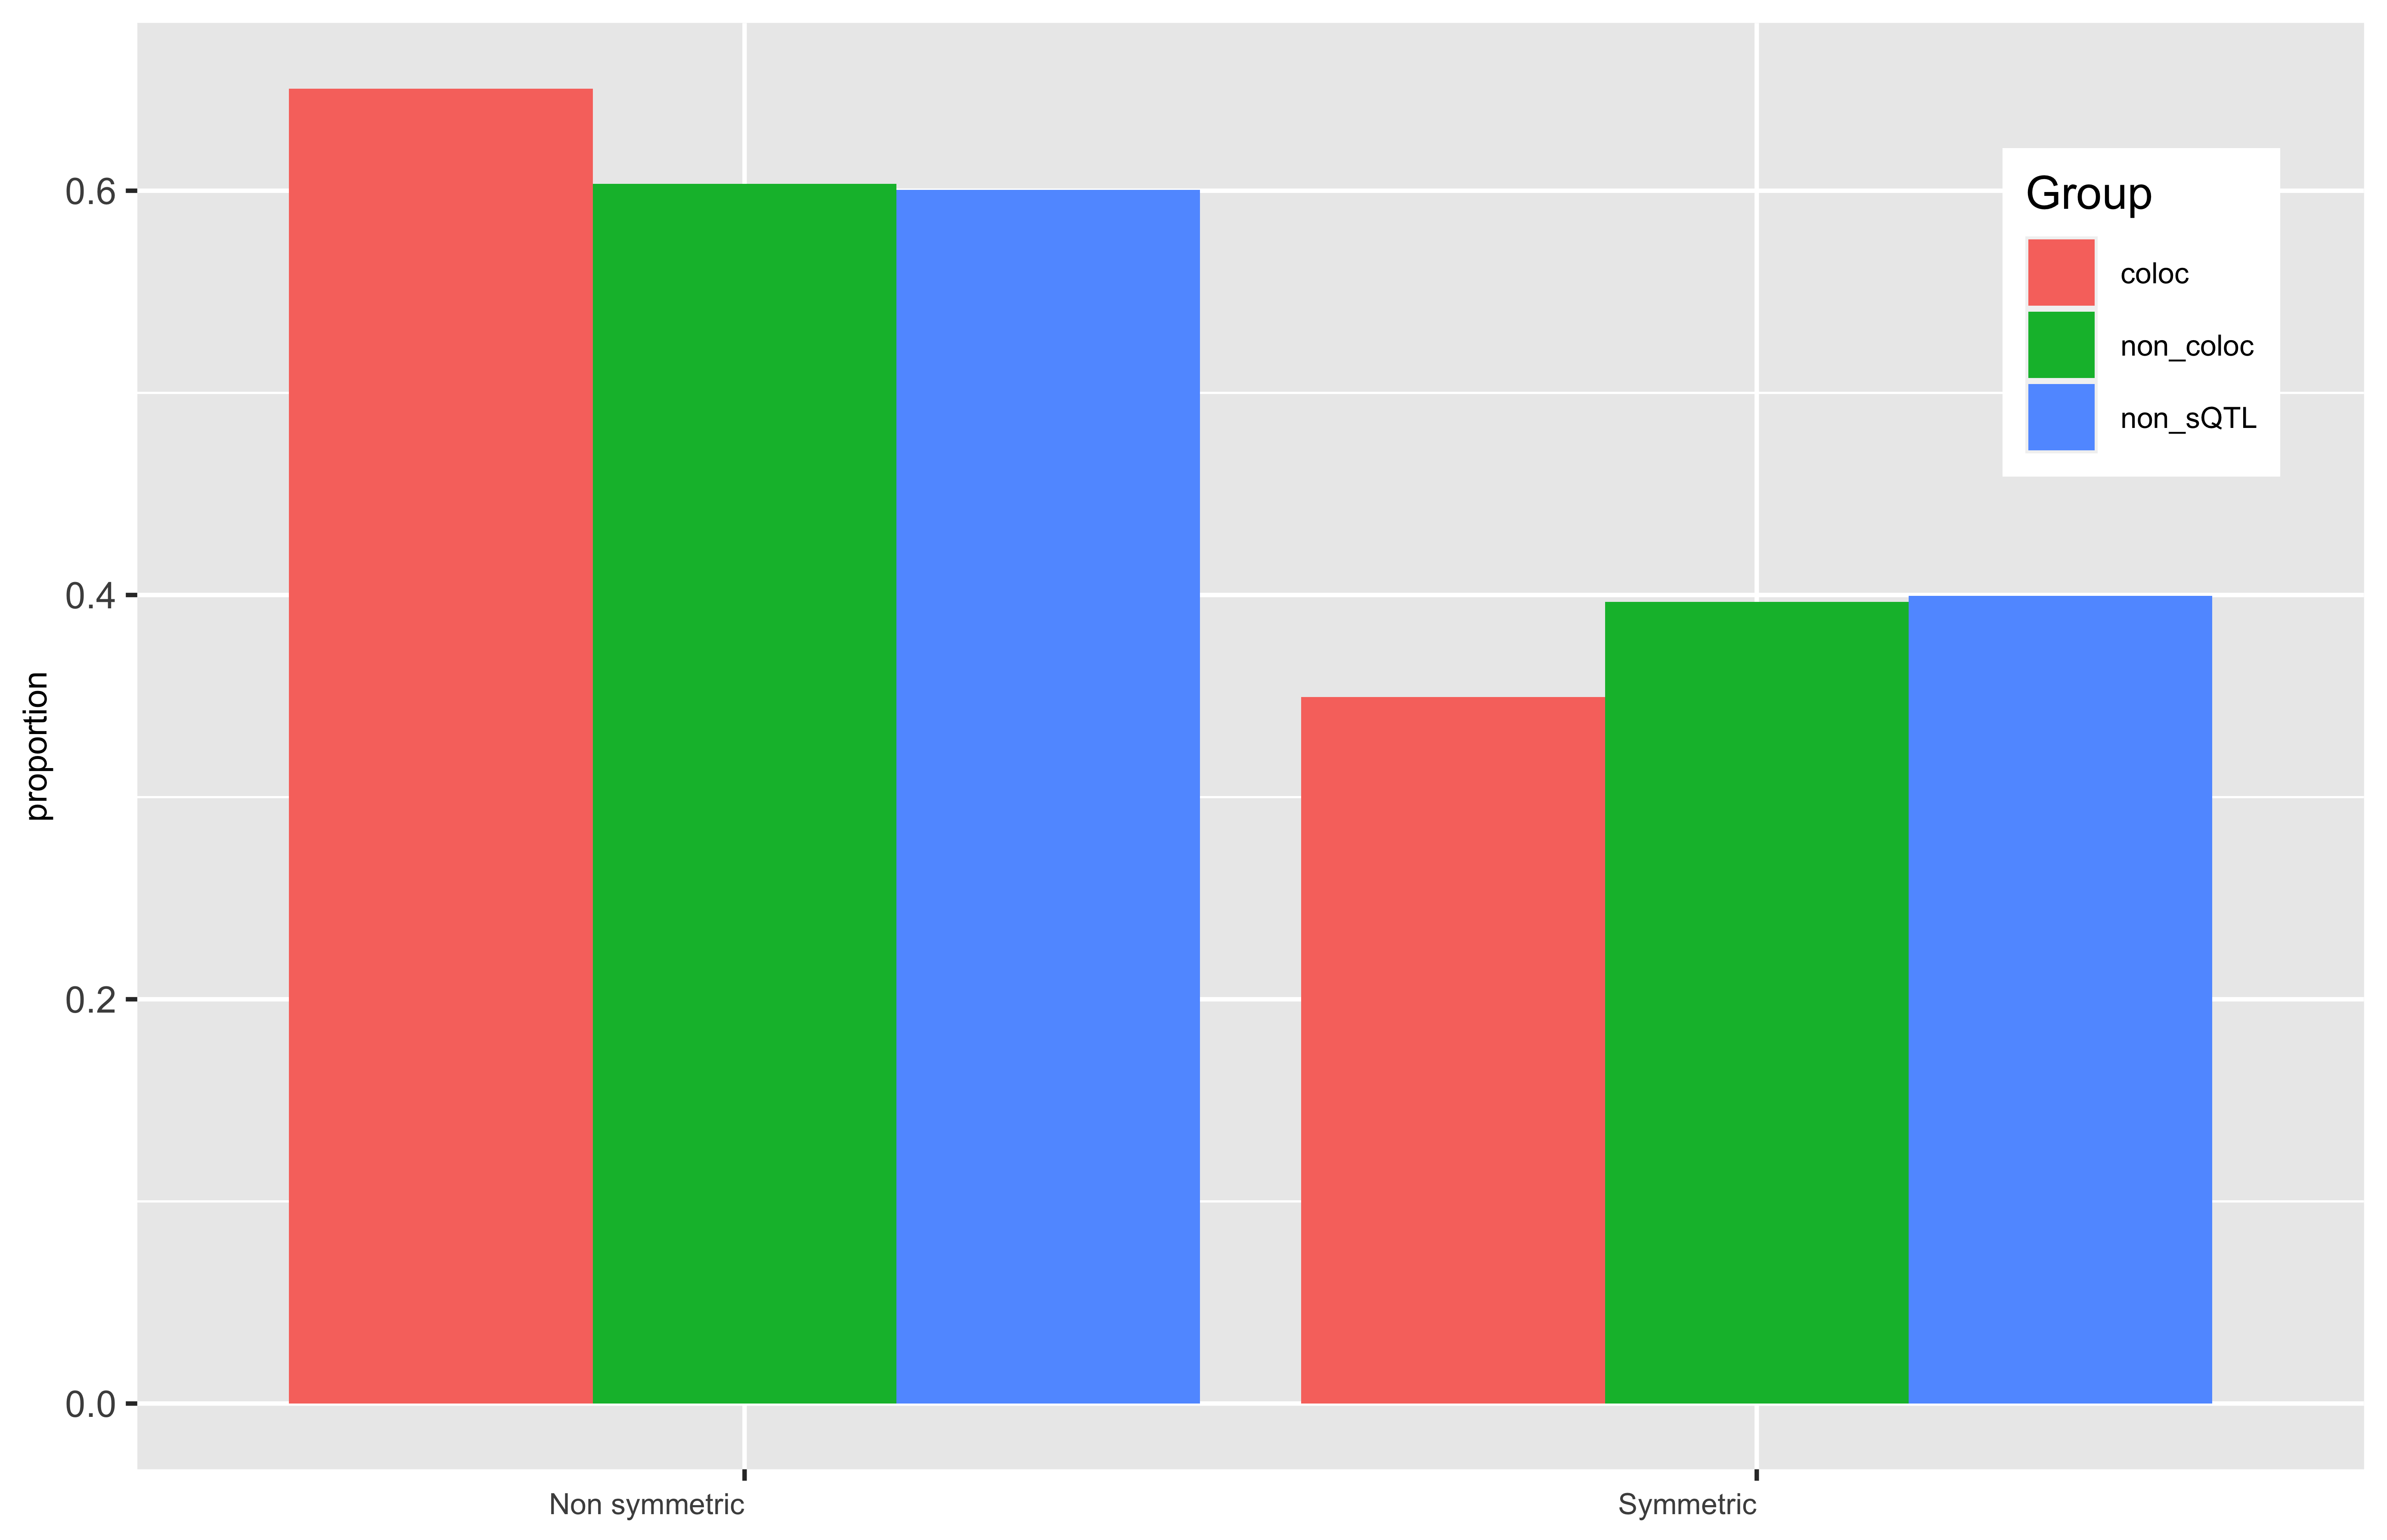 proportion
0.6
0.4
0.2
0.0
Non symmetric
Symmetric
Group
coloc
non_coloc
non_sQTL